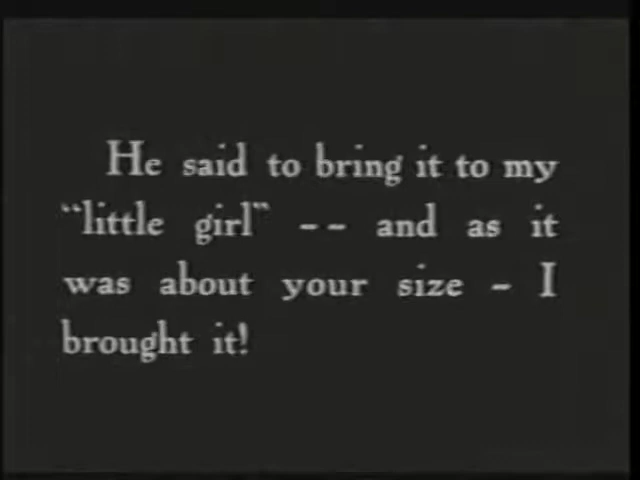 He said to bring it to my
“little girl” -- and as it
was about your size - I
brought it!